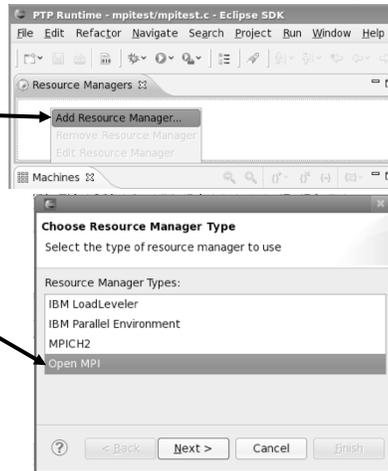 PTP Runtime - mpitest/mpitest.c - Eclipse SDK
File Edit Refactor Navigate Search Project Run Window Help
Resource Managers
Add Resource Manager...
Remove Resource Manager
Edit Resource Manager
Machines
Choose Resource Manager Type
Select the type of resource manager to use
Resource Manager Types:
IBM LoadLeveler
IBM Parallel Environment
MPICH2
Open MPI
? < Back Next > Cancel Finish